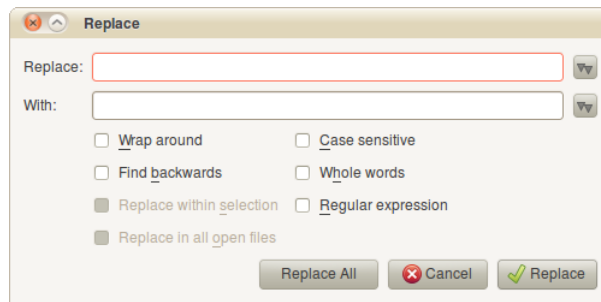 Replace
Replace:
With:
Wrap around Case sensitive
Find backwards Whole words
Replace within selection Regular expression
Replace in all open files
Replace All Cancel Replace